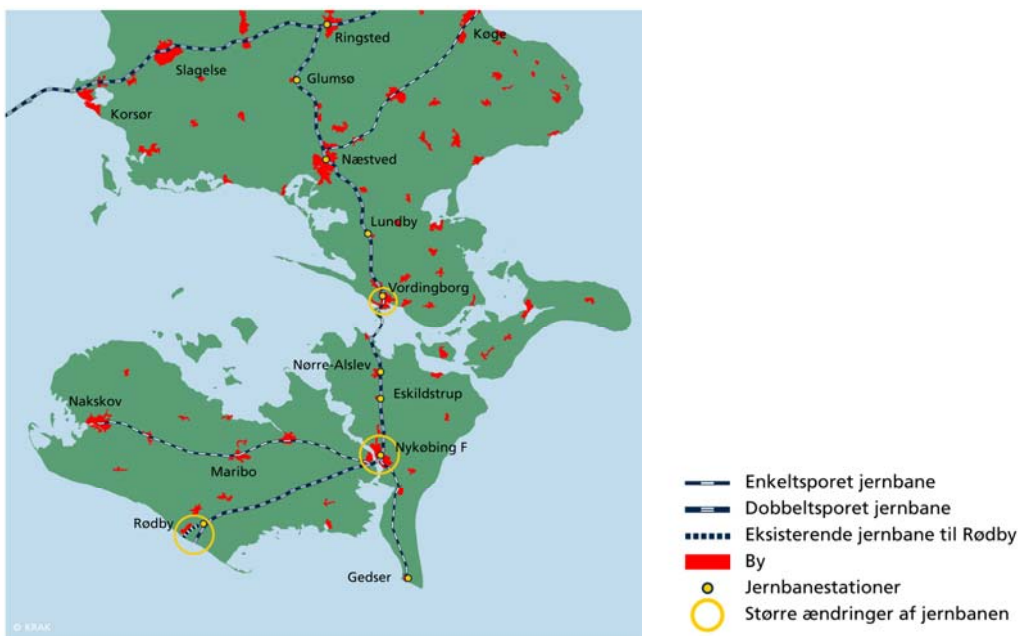 Ringsted
Køge
Slagelse
Glumsø
Korsør
Næstved
Lundby
Vordingborg
Nørre-Alslev
Eskildstrup
Nakskov
Nykøbing F
Maribo
Rødby
Gedser
© KRAK
Enkeltsporet jernbane
Dobbeltsporet jernbane
Eksisterende jernbane til Rødby
By
Jernbanestationer
Større ændringer af jernbanen